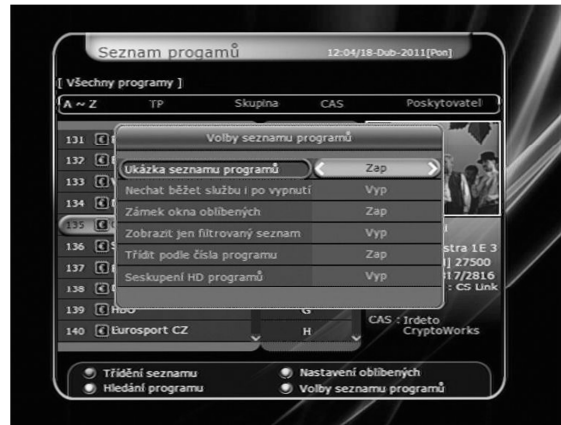 Seznam progamů
12:04/18-Dub-2011[Pon]
[ Všechny programy ]
A ~ Z TP Skupina CAS Poskytovatel
Volby seznamu programů
Ukázka seznamu programů Zap
Nechat běžet službu i po vypnutí Vyp
Zámek okna oblíbených Zap
Zobrazit jen filtrovaný seznam Vyp
Třídit podle čísla programu Zap
Seskupení HD programů Vyp
131 €
132 €
133 €
134 €
135 €
136 € stra 1E 3
137 € 27500
138 € 17/2816
: CS Link
139 € HBO G
140 € Eurosport CZ H
CAS : Irdeto
CryptoWorks
Třídění seznamu
Nastavení oblíbených
Hledání programu
Volby seznamu programů